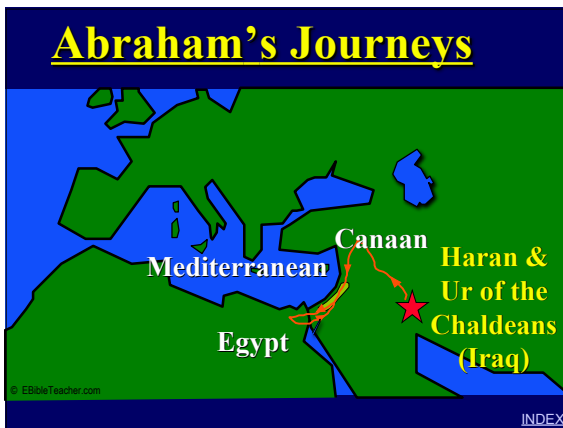 Abraham's Journeys
Canaan
Mediterranean
Haran &
Ur of the
Chaldeans
(Iraq)
Egypt
© EBibleTeacher.com
INDEX